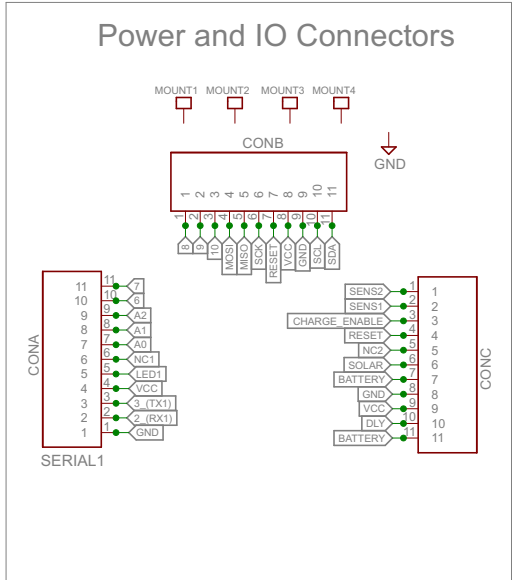 Power and IO Connectors
MOUNT1 MOUNT2 MOUNT3 MOUNT4
CONB
GND
1 2 3 4 5 6 7 8 9 10 11
1 2 3 4 5 6 7 8 9 10 11
8 9 10 MOSI MISO SCK RESET VCC GND SCL SDA
CONA
11 11 7
10 10 6
9 9 A2
8 8 A1
7 7 A0
6 6 NC1
5 5 LED1
4 4 VCC
3 3 3_(TX1)
2 2 2_(RX1)
1 1 GND
SERIAL1
SENS2 1 1
SENS1 2 2
CHARGE_ENABLE 3 3
RESET 4 4
NC2 5 5
SOLAR 6 6
BATTERY 7 7
GND 8 8
VCC 9 9
DLY 10 10
BATTERY 11 11
CONC